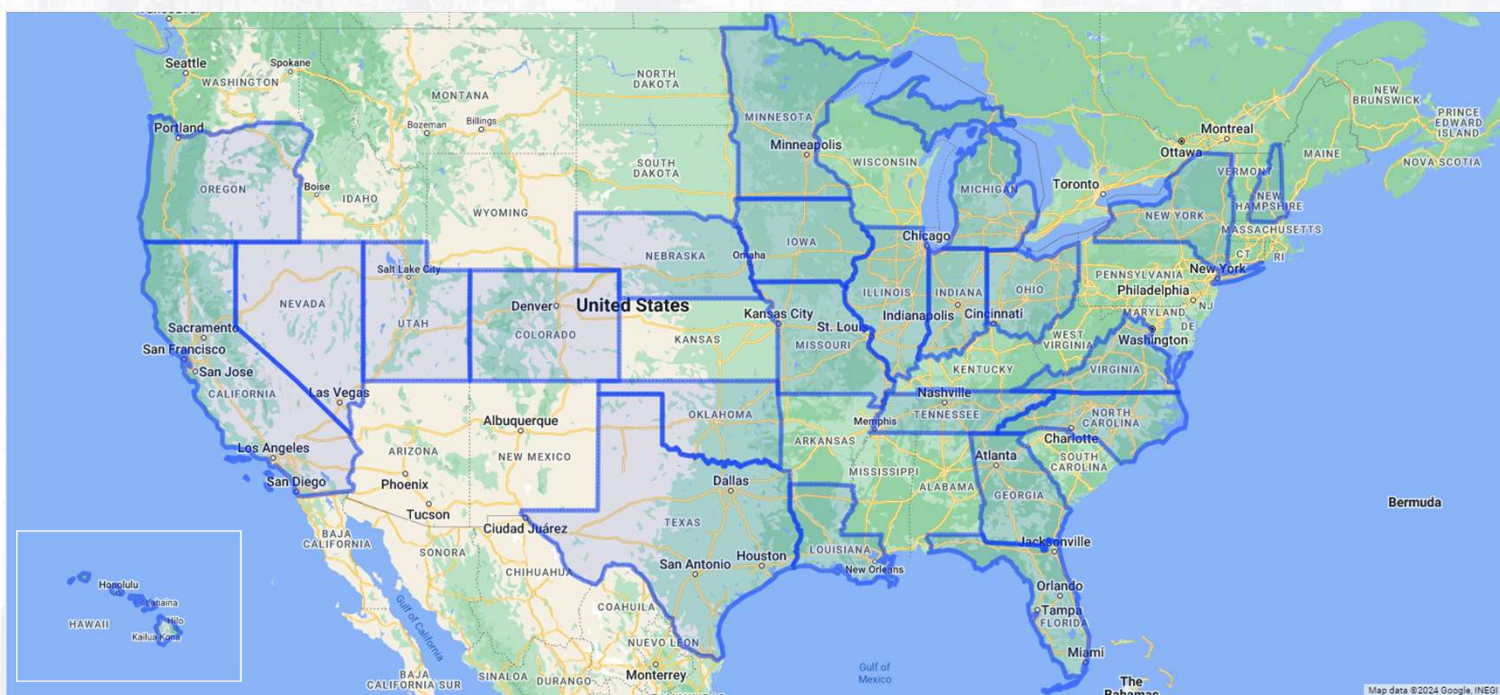 Seattle
Spokane
WASHINGTON
MONTANA
NORTH
DAKOTA
NEW
BRUNSWICK
PRINCE
EDWARD
ISLAND
Portland
Bozeman
Billings
MINNESOTA
Minneapolis
Montreal
Ottawa
MAINE
NOVA SCOTIA
OREGON
Boise
IDAHO
SOUTH
DAKOTA
WISCONSIN
MICHIGAN
Toronto
VERMONT
NEW
HAMPSHIRE
WYOMING
NEW YORK
MASSACHUSETTS
IOWA
Chicago
CT
RI
Salt Lake City
NEBRASKA
Omaha
PENNSYLVANIA
New York
Philadelphia
NJ
NEVADA
UTAH
Denver
United States
COLORADO
ILLINOIS
INDIANA
OHIO
Indianapolis
Cincinnati
MARYLAND
DE
Sacramento
San Francisco
San Jose
Kansas City
St. Louis
KANSAS
MISSOURI
WEST
VIRGINIA
Washington
KENTUCKY
VIRGINIA
CALIFORNIA
Las Vegas
Nashville
TENNESSEE
Los Angeles
Albuquerque
OKLAHOMA
Memphis
NORTH
CAROLINA
Charlotte
ARIZONA
NEW MEXICO
ARKANSAS
Atlanta
SOUTH
CAROLINA
San Diego
Phoenix
Dallas
MISSISSIPPI
ALABAMA
GEORGIA
Tucson
Ciudad Juárez
TEXAS
Bermuda
BAJA
CALIFORNIA
SONORA
CHIHUAHUA
San Antonio
Houston
LOUISIANA
New Orleans
Jacksonville
Honolulu
Lahaina
HAWAII
Hilo
Kailua-Kona
Gulf of California
COAHUILA
Orlando
Tampa
FLORIDA
NUEVO LEON
Miami
BAJA
CALIFORNIA SUR
SINALOA
DURANGO
Monterrey
Gulf of
Mexico
The
Bahamas
Map data ©2024 Google, INEGI